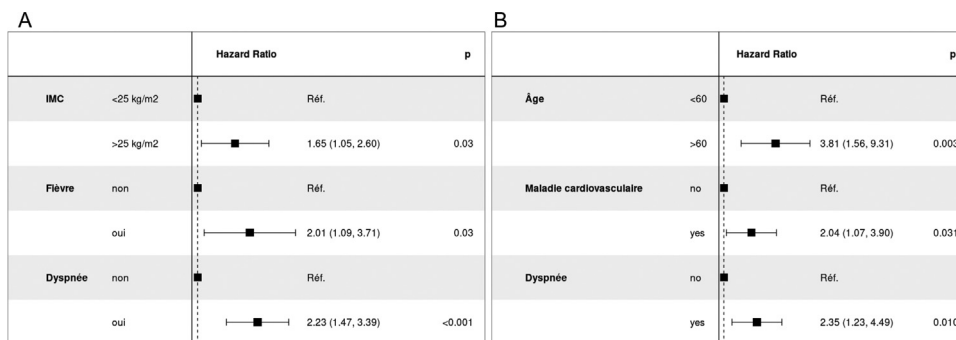 A
Hazard Ratio p
IMC <25 kg/m2 Réf.
>25 kg/m2 1.65 (1.05, 2.60) 0.03
Fièvre non Réf.
oui 2.01 (1.09, 3.71) 0.03
Dyspnée non Réf.
oui 2.23 (1.47, 3.39) <0.001
B
Hazard Ratio p
Âge <60 Réf.
>60 3.81 (1.56, 9.31) 0.003
Maladie cardiovasculaire no Réf.
yes 2.04 (1.07, 3.90) 0.031
Dyspnée no Réf.
yes 2.35 (1.23, 4.49) 0.010